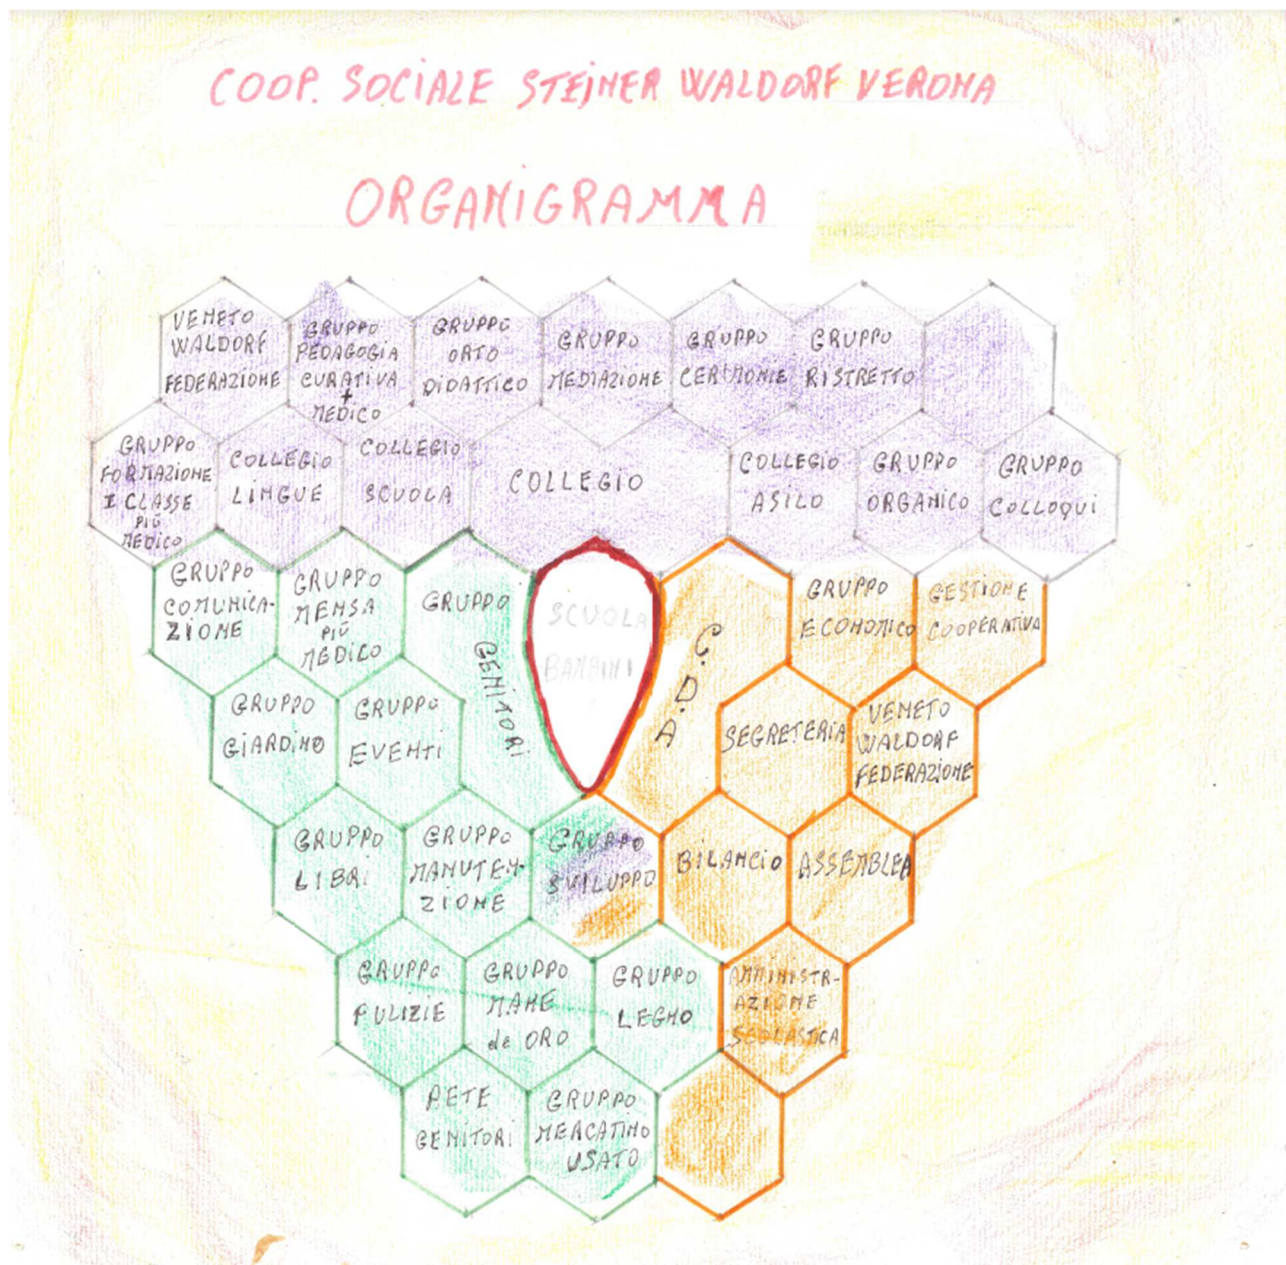 COOP. SOCIALE STEINER WALDORF VERONA
ORGANIGRAMMA
VENETO
WALDORF
FEDERAZIONE
GRUPPO
PEDAGOGIA
CURATIVA
+
MEDICO
GRUPPO
ORTO
DIDATTICO
GRUPPO
MEDIAZIONE
GRUPPO
CERIMONIE
GRUPPO
RISTRETTO
GRUPPO
FORMAZIONE
I CLASSE
PIÙ
MEDICO
COLLEGIO
LINGUE
COLLEGIO
SCUOLA
COLLEGIO
COLLEGIO
ASILO
GRUPPO
ORGANICO
GRUPPO
COLLOQUI
GRUPPO
COMUNICA-
ZIONE
GRUPPO
MENSA
PIÙ
MEDICO
GRUPPO
GENITORI
SCUOLA
BAMBINI
C.D.A
GRUPPO
ECONOMICO
GESTIONE
COOPERATIVA
GRUPPO
GIARDINO
GRUPPO
EVENTI
SEGRETERIA
VENETO
WALDORF
FEDERAZIONE
GRUPPO
LIBRI
GRUPPO
MANUTEN-
ZIONE
GRUPPO
SVILUPPO
BILANCIO
ASSEMBLEA
GRUPPO
PULIZIE
GRUPPO
MANE
de ORO
GRUPPO
LEGNO
AMMINISTR-
AZIONE
SCOLASTICA
RETE
GENITORI
GRUPPO
MERCATINO
USATO